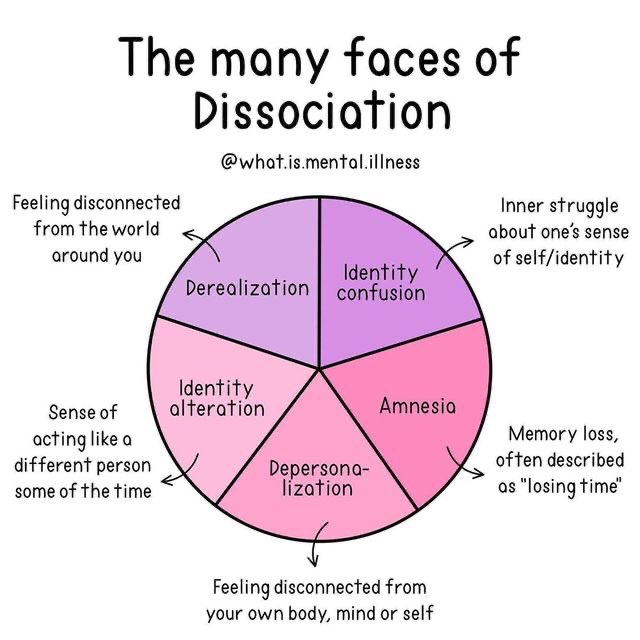 The many faces of
Dissociation
@what.is.mental.illness
Feeling disconnected
from the world
around you
Inner struggle
about one's sense
of self/identity
Derealization
Identity
confusion
Identity
alteration
Amnesia
Deperson​a-
lization
Sense of
acting like a
different person
some of the time
Memory loss,
often described
as "losing time"
Feeling disconnected from
your own body, mind or self